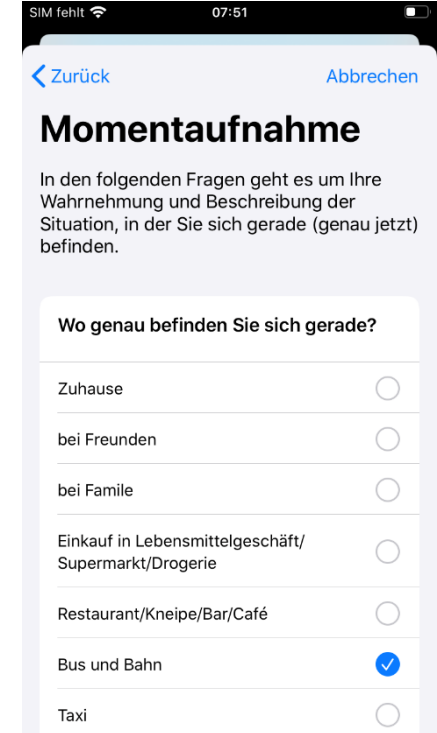 SIM fehlt 07:51
Zurück Abbrechen
Momentaufnahme
In den folgenden Fragen geht es um Ihre
Wahrnehmung und Beschreibung der
Situation, in der Sie sich gerade (genau jetzt)
befinden.
Wo genau befinden Sie sich gerade?
Zuhause
bei Freunden
bei Famile
Einkauf in Lebensmittelgeschäft/
Supermarkt/Drogerie
Restaurant/Kneipe/Bar/Café
Bus und Bahn
Taxi